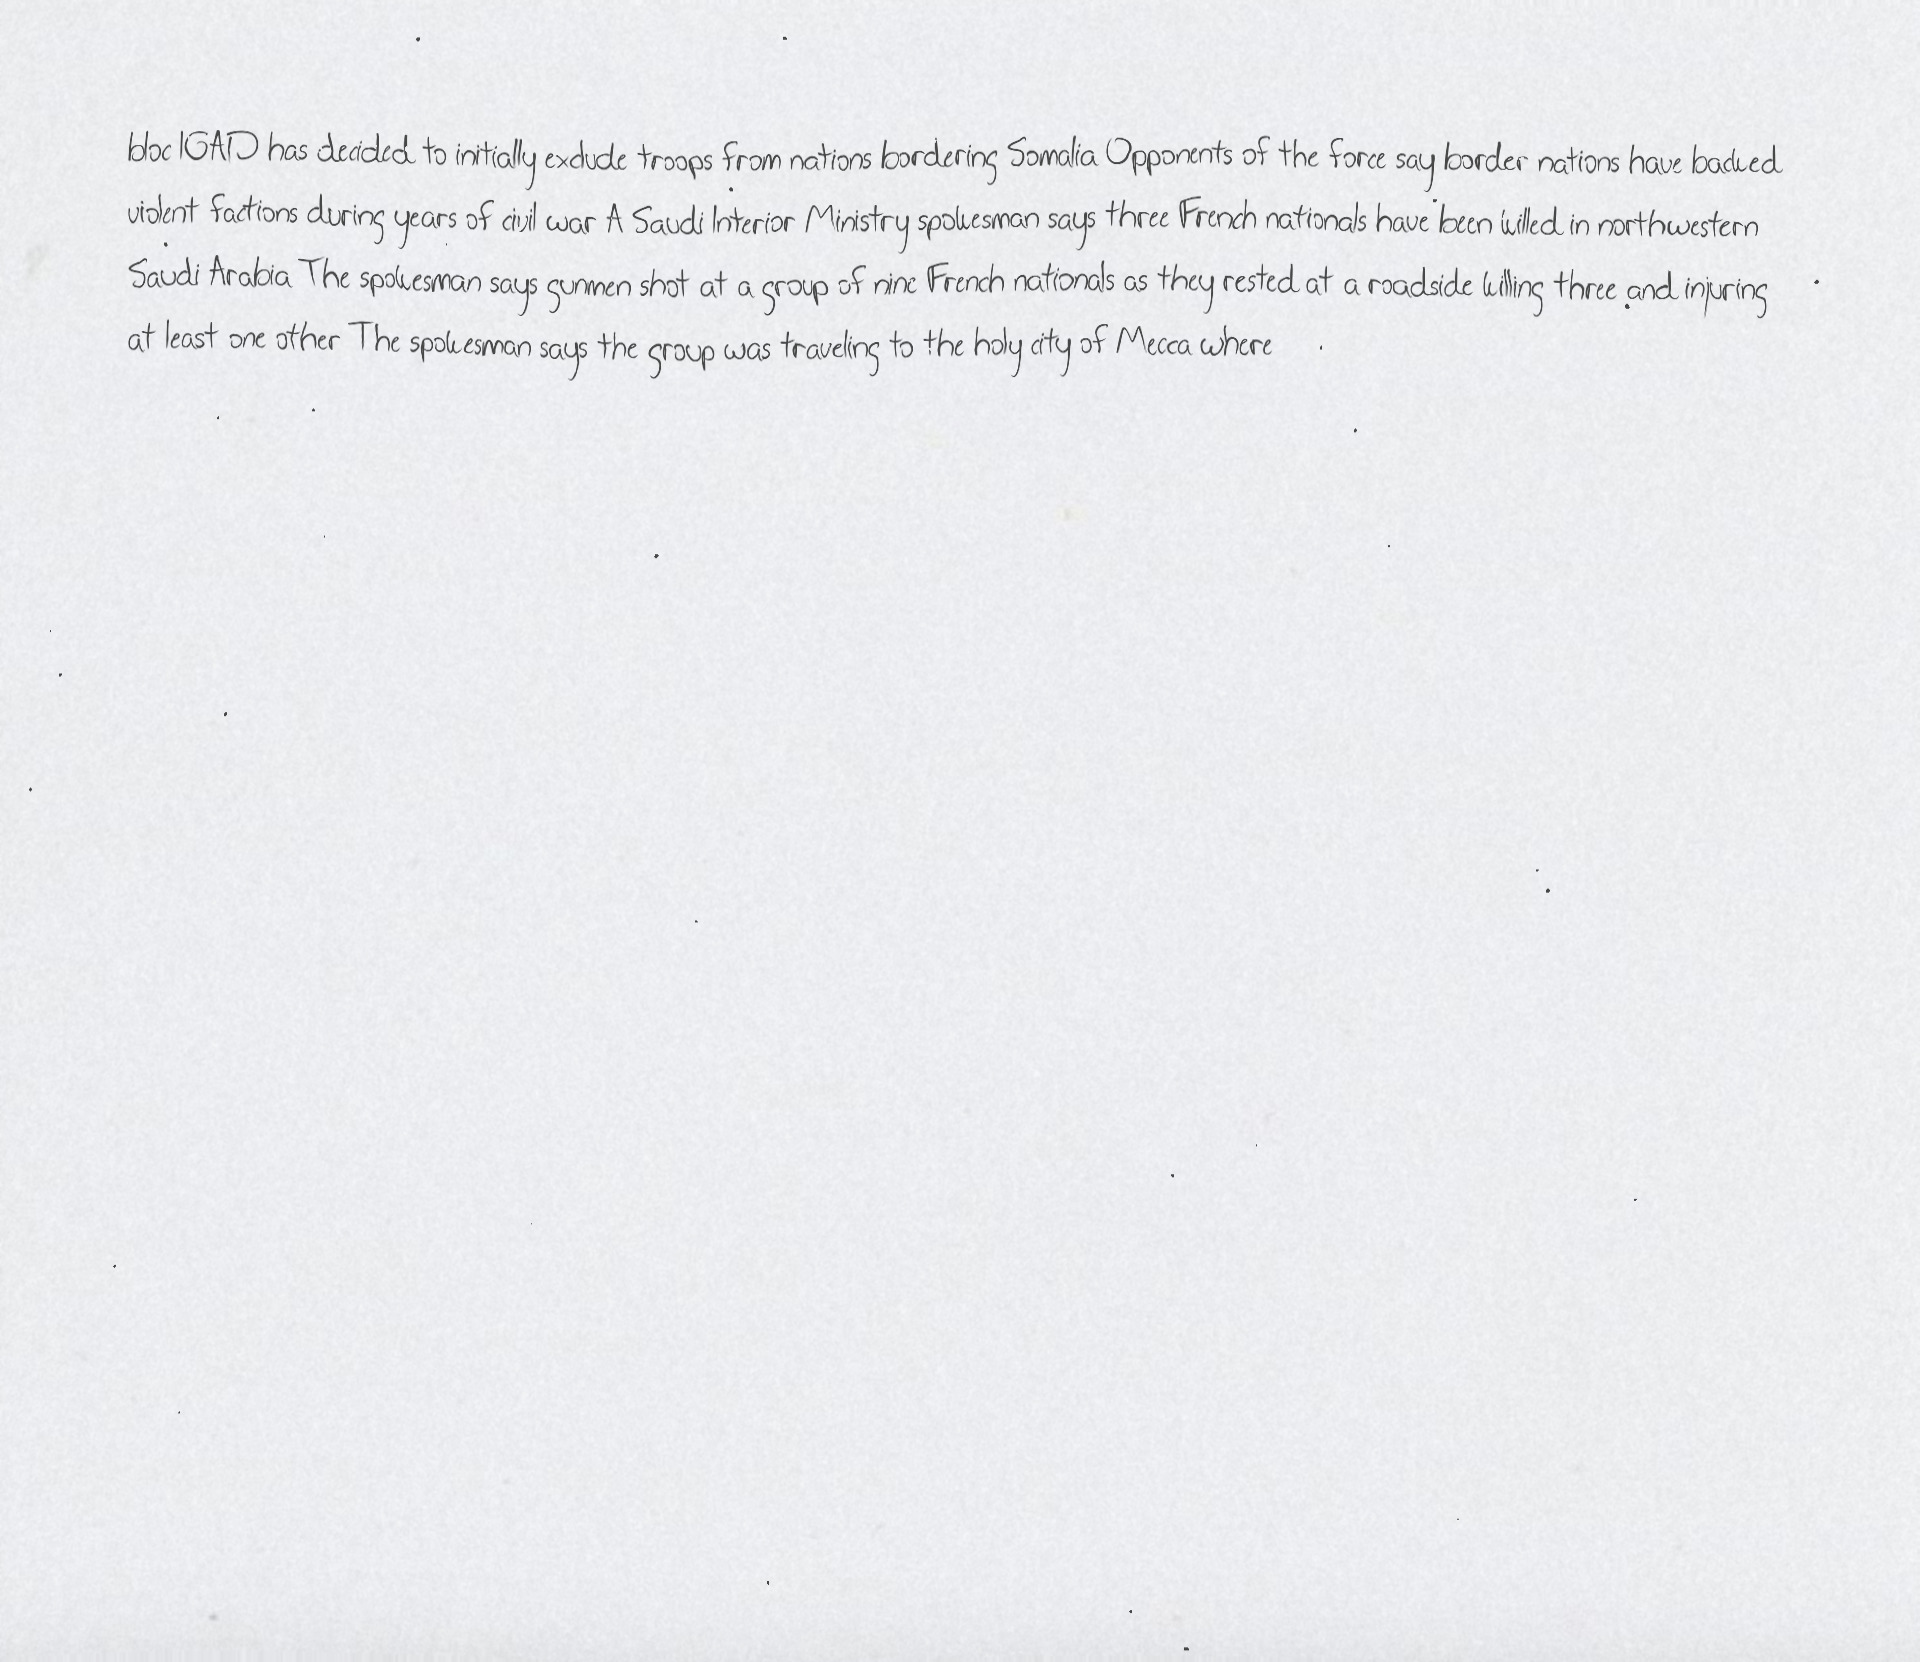 bloc IGAD has decided to initially exclude troops from nations bordering Somalia Opponents of the force say border nations have backed
violent factions during years of civil war A Saudi Interior Ministry spokesman says three French nationals have been killed in northwestern
Saudi Arabia The spokesman says gunmen shot at a group of nine French nationals as they rested at a roadside killing three and injuring
at least one other The spokesman says the group was traveling to the holy city of Mecca where